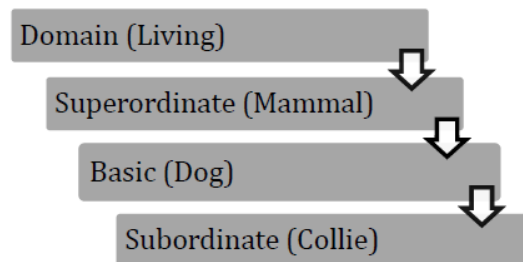 Domain (Living)
Superordinate (Mammal)
Basic (Dog)
Subordinate (Collie)